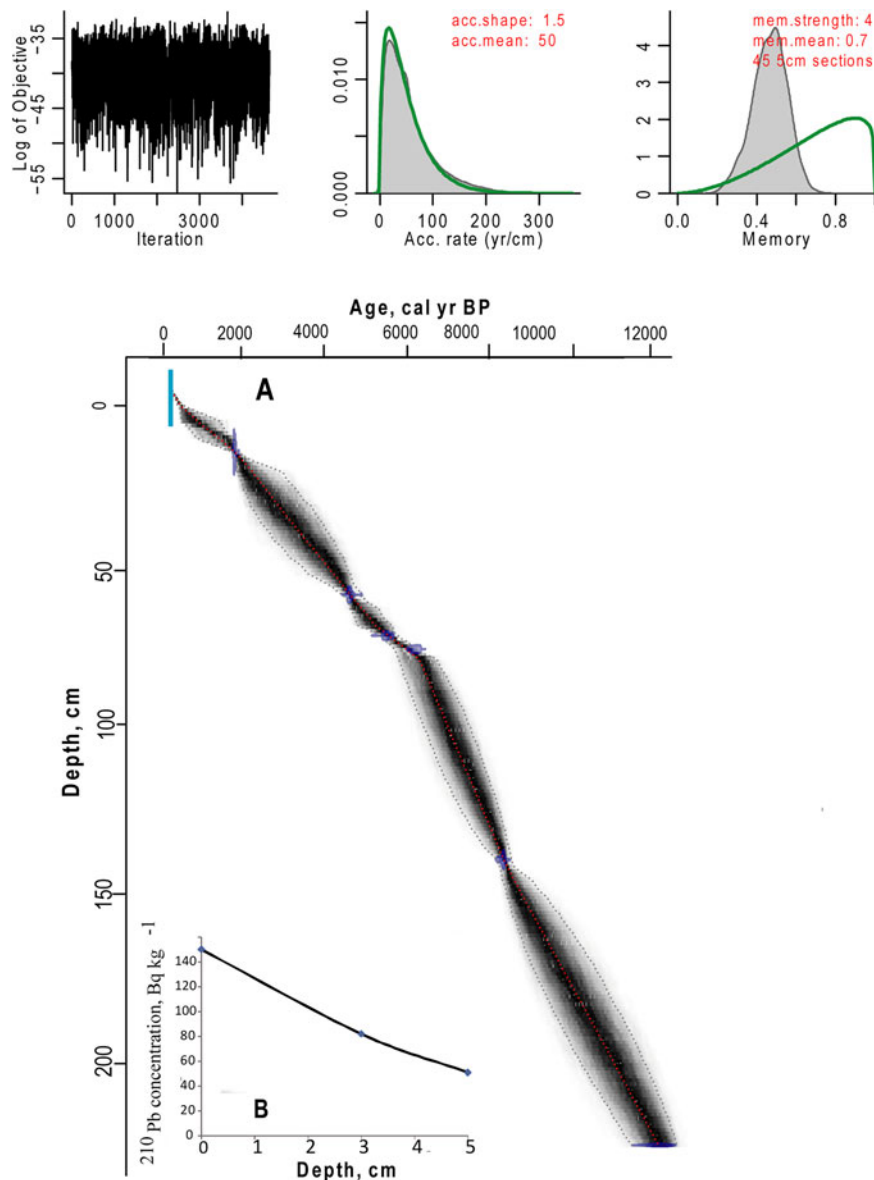 Log of Objective
-35
-45
-55
0 1000 3000
Iteration
acc.shape: 1.5
acc.mean: 50
0.010
0.000
0 100 200 300
Acc. rate (yr/cm)
mem.strength: 4
mem.mean: 0.7
45 5cm sections
4
3
2
1
0
0.0 0.4 0.8
Memory
Age, cal yr BP
0 2000 4000 6000 8000 10000 12000
A
Depth, cm
0
50
100
150
200
210 Pb concentration, Bq kg -1
140
120
100
80
60
40
20
0
B
0 1 2 3 4 5
Depth, cm